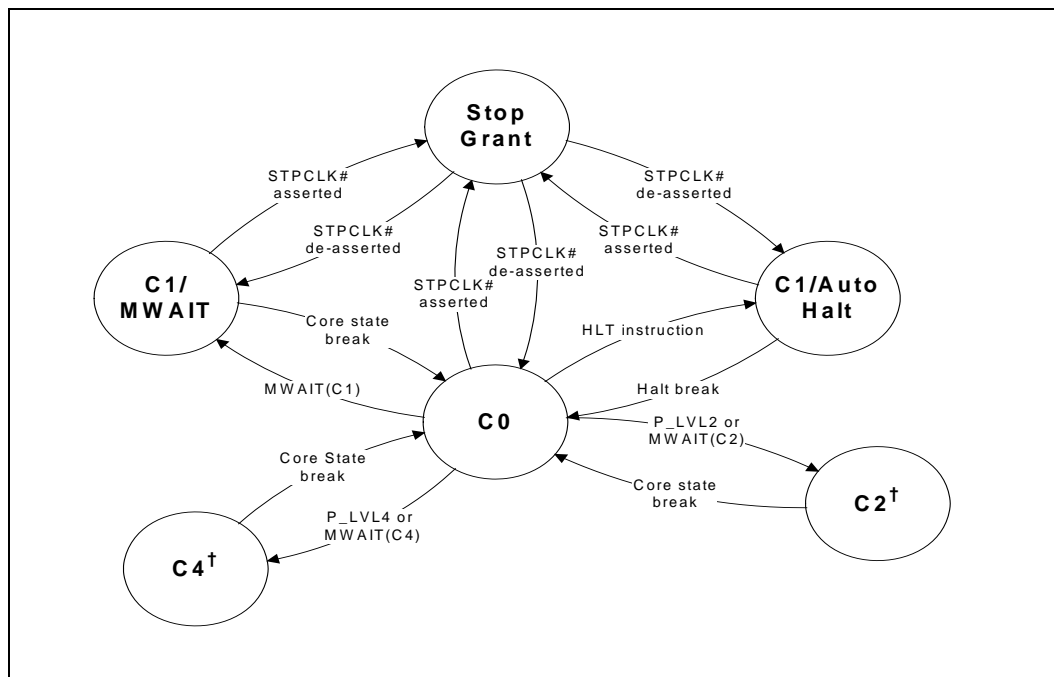 Stop
Grant
STPCLK#
asserted
STPCLK#
de-asserted
STPCLK#
de-asserted
STPCLK#
asserted
STPCLK#
asserted
STPCLK#
de-asserted
C1/
MWAIT
C1/Auto
Halt
Core state
break
HLT instruction
MWAIT(C1)
Halt break
C0
P_LVL2 or
MWAIT(C2)
Core State
break
Core state
break
C2†
P_LVL4 or
MWAIT(C4)
C4†